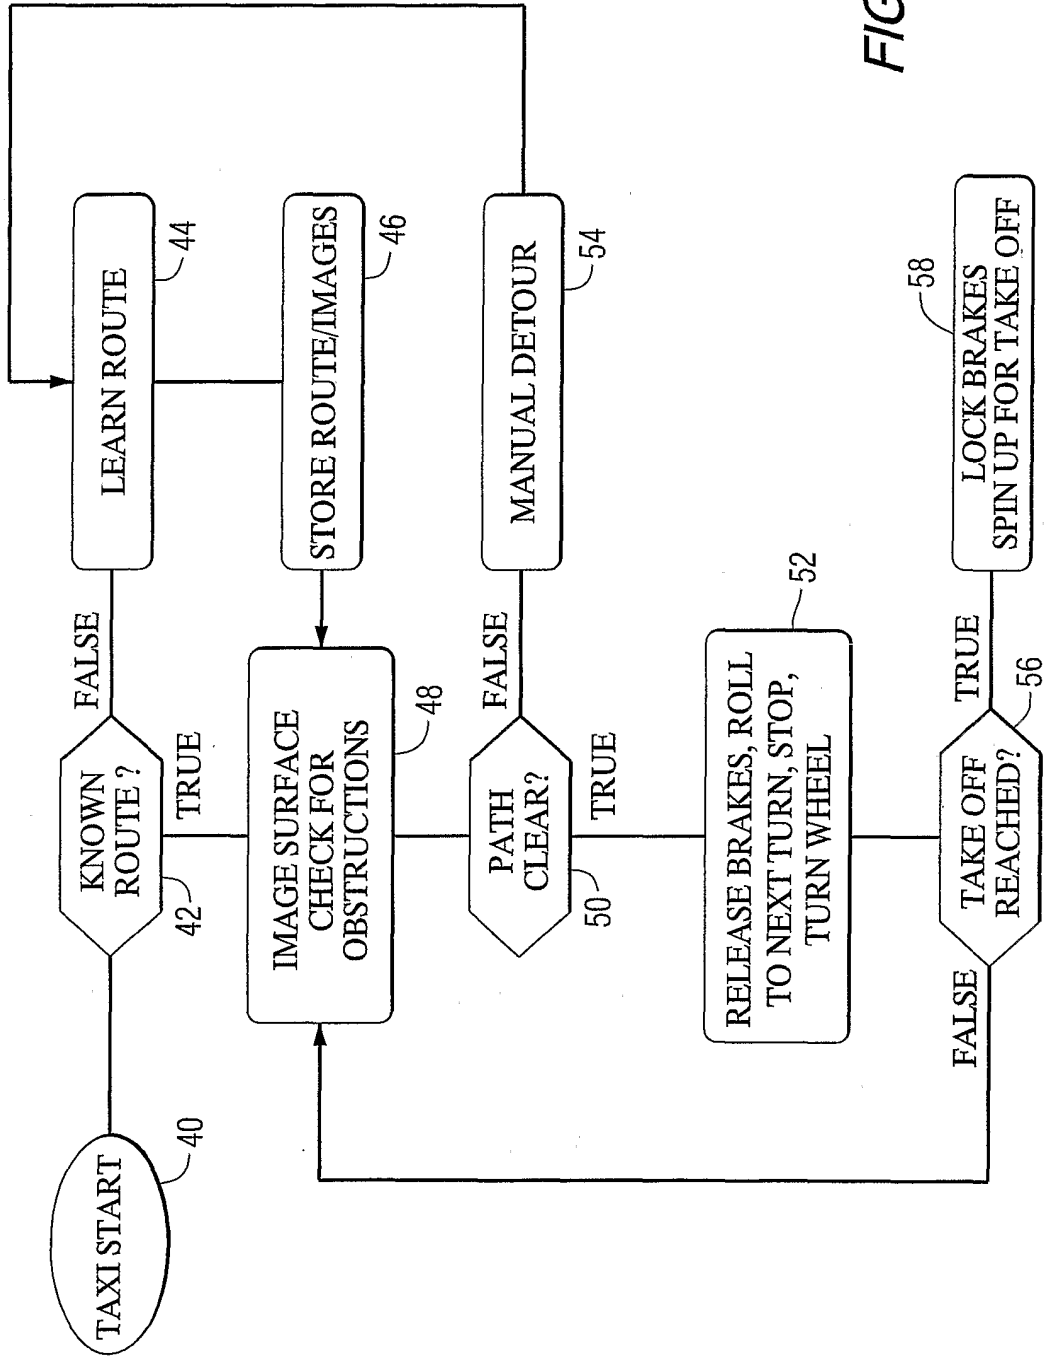 TAXI START
40
KNOWN
ROUTE?
42
FALSE
LEARN ROUTE
44
TRUE
STORE ROUTE/IMAGES
46
IMAGE SURFACE
CHECK FOR
OBSTRUCTIONS
48
PATH
CLEAR?
50
FALSE
MANUAL DETOUR
54
TRUE
RELEASE BRAKES, ROLL
TO NEXT TURN, STOP,
TURN WHEEL
52
TAKE OFF
REACHED?
56
FALSE
TRUE
LOCK BRAKES
SPIN UP FOR TAKE OFF
58
FIG